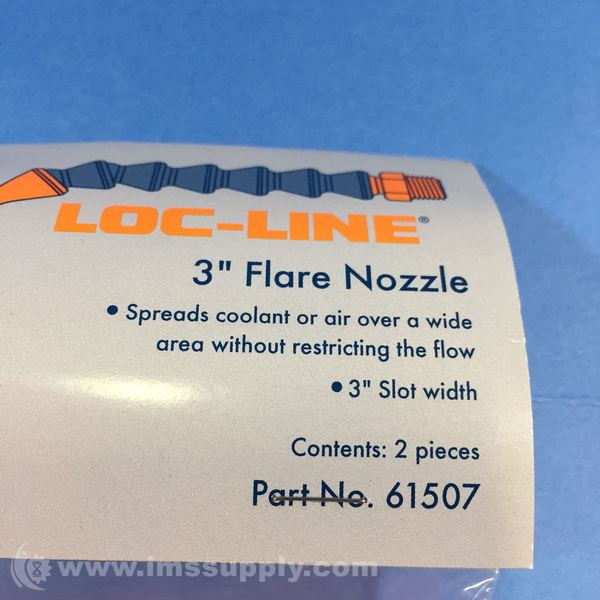 LOC-LINE®
3" Flare Nozzle
• Spreads coolant or air over a wide
area without restricting the flow
• 3" Slot width
Contents: 2 pieces
Part No. 61507
www.imssupply.com